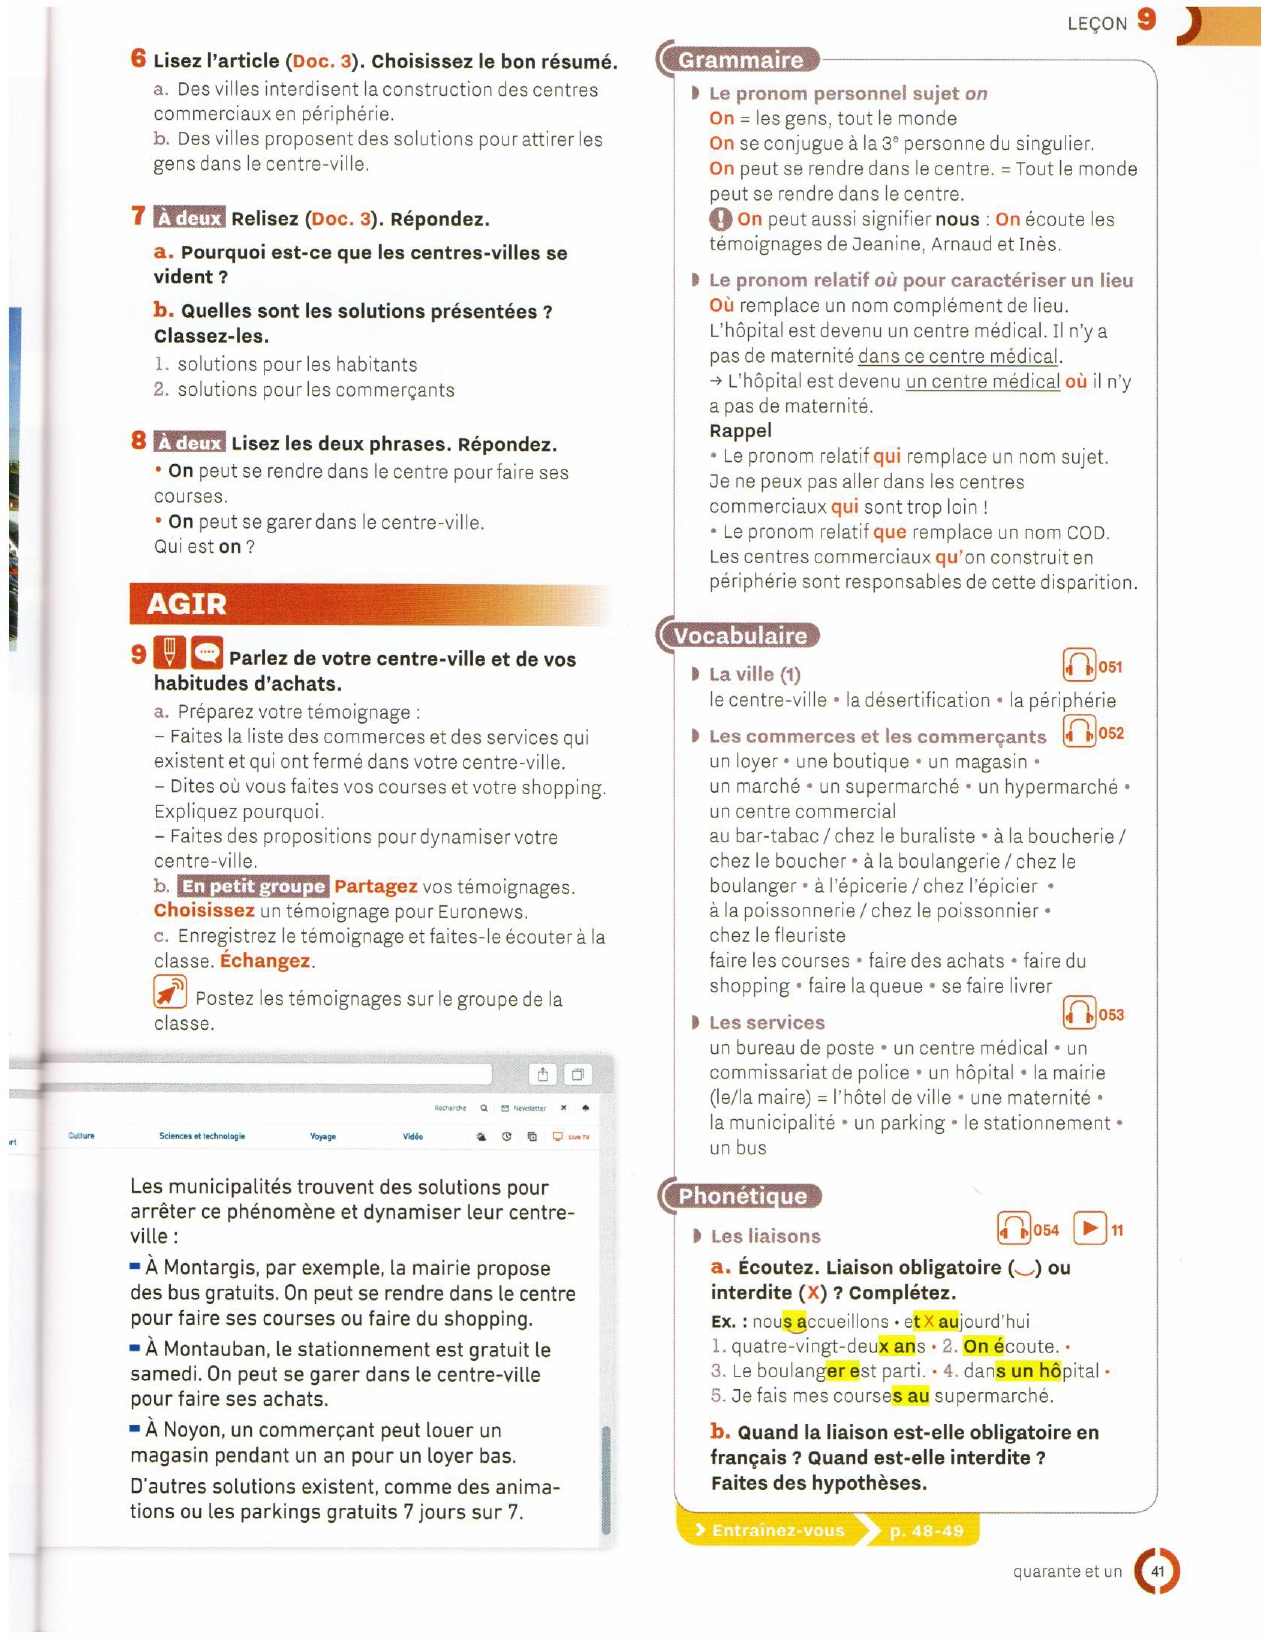 LEÇON 9
6 Lisez l'article (Doc. 3). Choisissez le bon résumé.
a. Des villes interdisent la construction des centres
commerciaux en périphérie.
b. Des villes proposent des solutions pour attirer les
gens dans le centre-ville.
7 À deux Relisez (Doc. 3). Répondez.
a. Pourquoi est-ce que les centres-villes se
vident ?
b. Quelles sont les solutions présentées ?
Classez-les.
1. solutions pour les habitants
2. solutions pour les commerçants
8 À deux Lisez les deux phrases. Répondez.
• On peut se rendre dans le centre pour faire ses
courses.
• On peut se garer dans le centre-ville.
Qui est on ?
AGIR
9 Parlez de votre centre-ville et de vos
habitudes d'achats.
a. Préparez votre témoignage :
– Faites la liste des commerces et des services qui
existent et qui ont fermé dans votre centre-ville.
– Dites où vous faites vos courses et votre shopping.
Expliquez pourquoi.
– Faites des propositions pour dynamiser votre
centre-ville.
b. En petit groupe Partagez vos témoignages.
Choisissez un témoignage pour Euronews.
c. Enregistrez le témoignage et faites-le écouter à la
classe. Échangez.
Postez les témoignages sur le groupe de la
classe.
Recherche Newsletter
Culture Sciences et technologie Voyage Vidéo Live TV
Les municipalités trouvent des solutions pour
arrêter ce phénomène et dynamiser leur centre-
ville :
À Montargis, par exemple, la mairie propose
des bus gratuits. On peut se rendre dans le centre
pour faire ses courses ou faire du shopping.
À Montauban, le stationnement est gratuit le
samedi. On peut se garer dans le centre-ville
pour faire ses achats.
À Noyon, un commerçant peut louer un
magasin pendant un an pour un loyer bas.
D'autres solutions existent, comme des anima-
tions ou les parkings gratuits 7 jours sur 7.
Grammaire
Le pronom personnel sujet on
On = les gens, tout le monde
On se conjugue à la 3e personne du singulier.
On peut se rendre dans le centre. = Tout le monde
peut se rendre dans le centre.
! On peut aussi signifier nous : On écoute les
témoignages de Jeanine, Arnaud et Inès.
Le pronom relatif où pour caractériser un lieu
Où remplace un nom complément de lieu.
L'hôpital est devenu un centre médical. Il n'y a
pas de maternité dans ce centre médical.
→ L'hôpital est devenu un centre médical où il n'y
a pas de maternité.
Rappel
• Le pronom relatif qui remplace un nom sujet.
Je ne peux pas aller dans les centres
commerciaux qui sont trop loin !
• Le pronom relatif que remplace un nom COD.
Les centres commerciaux qu'on construit en
périphérie sont responsables de cette disparition.
Vocabulaire
La ville (1) 051
le centre-ville • la désertification • la périphérie
Les commerces et les commerçants 052
un loyer • une boutique • un magasin •
un marché • un supermarché • un hypermarché •
un centre commercial
au bar-tabac / chez le buraliste • à la boucherie /
chez le boucher • à la boulangerie / chez le
boulanger • à l'épicerie / chez l'épicier •
à la poissonnerie / chez le poissonnier •
chez le fleuriste
faire les courses • faire des achats • faire du
shopping • faire la queue • se faire livrer
Les services 053
un bureau de poste • un centre médical • un
commissariat de police • un hôpital • la mairie
(le/la maire) = l'hôtel de ville • une maternité •
la municipalité • un parking • le stationnement •
un bus
Phonétique
Les liaisons 054 11
a. Écoutez. Liaison obligatoire (‿) ou
interdite (X) ? Complétez.
Ex. : nous accueillons • et X aujourd'hui
1. quatre-vingt-deux ans • 2. On écoute. •
3. Le boulanger est parti. • 4. dans un hôpital •
5. Je fais mes courses au supermarché.
b. Quand la liaison est-elle obligatoire en
français ? Quand est-elle interdite ?
Faites des hypothèses.
Entraînez-vous p. 48-49
quarante et un 41